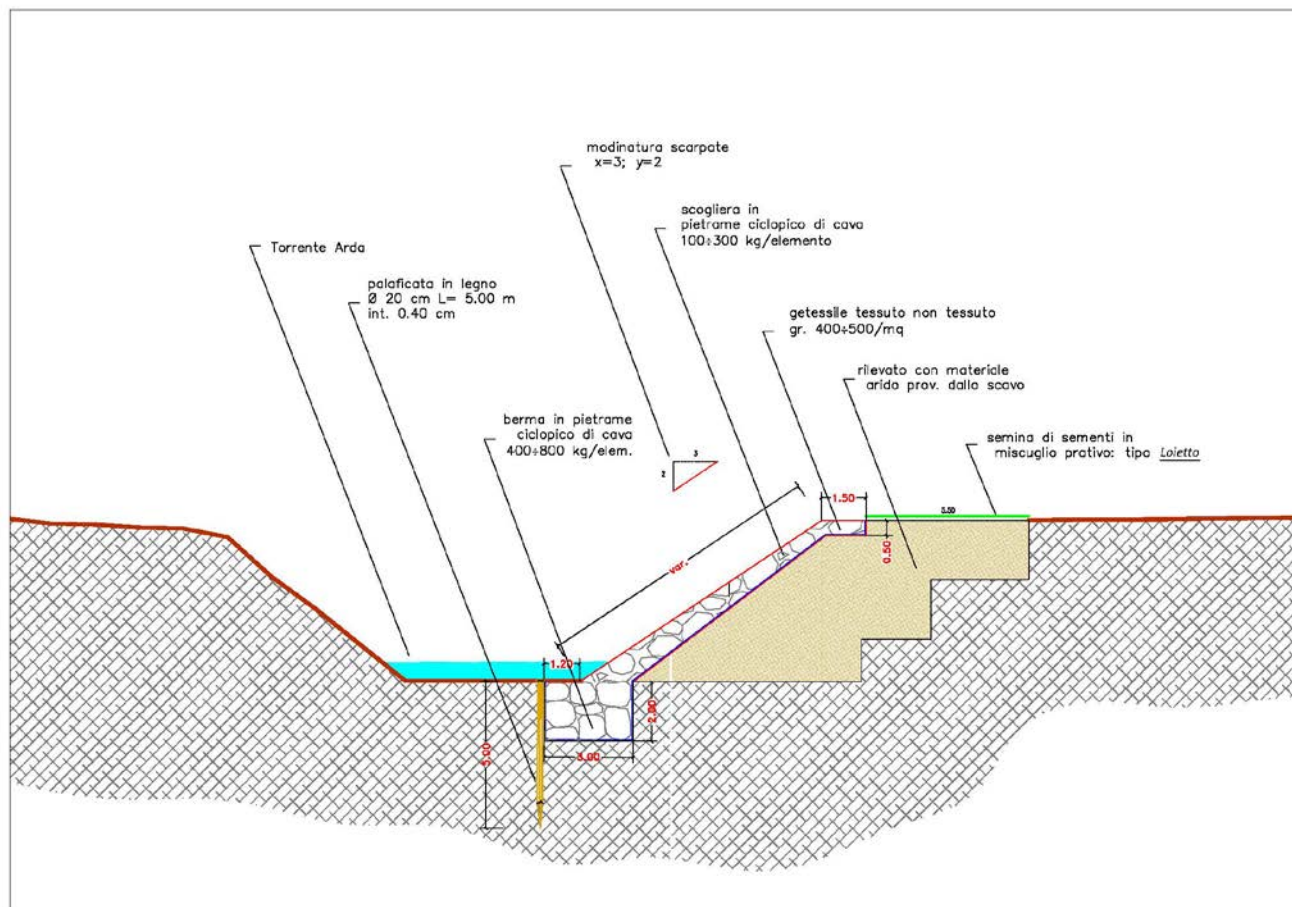 modinatura scarpate
x=3; y=2
scogliera in
pietrame ciclopico di cava
100÷300 kg/elemento
Torrente Arda
palaficata in legno
Ø 20 cm L= 5.00 m
int. 0.40 cm
getessile tessuto non tessuto
gr. 400÷500/mq
rilevato con materiale
arido prov. dallo scavo
berma in pietrame
ciclopico di cava
400÷800 kg/elem.
semina di sementi in
miscuglio prativo: tipo Loietto
3
2
1.50
0.50
var.
1.20
2.00
3.00
5.00